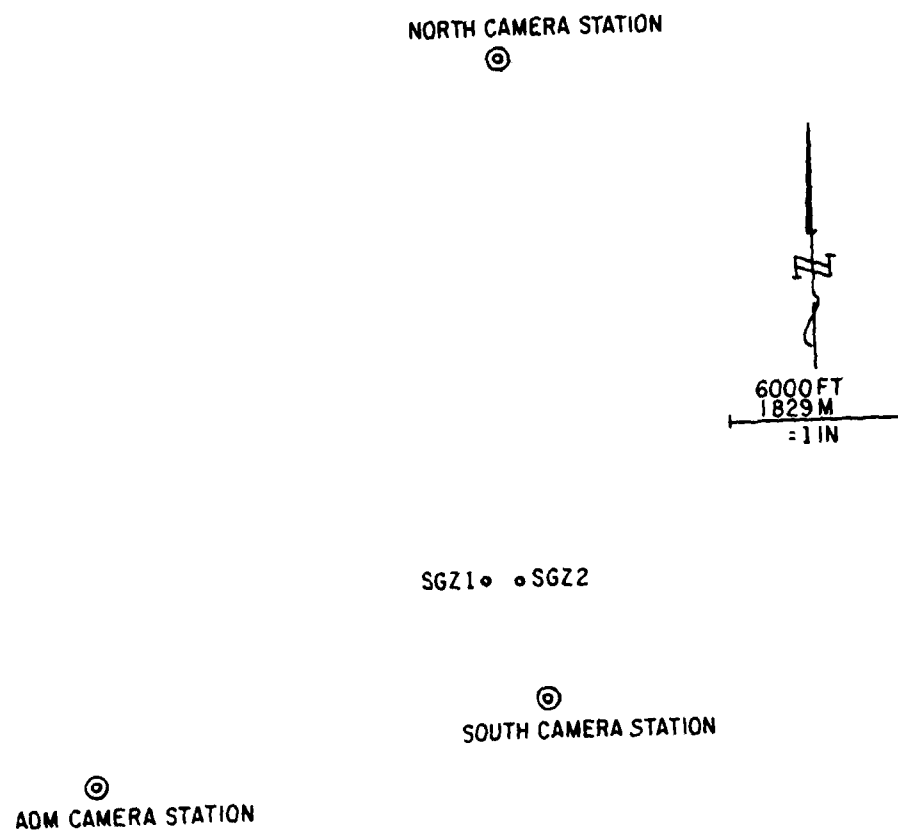 NORTH CAMERA STATION
N
6000 FT
1829 M
= 1 IN
SGZ1 SGZ2
SOUTH CAMERA STATION
ADM CAMERA STATION